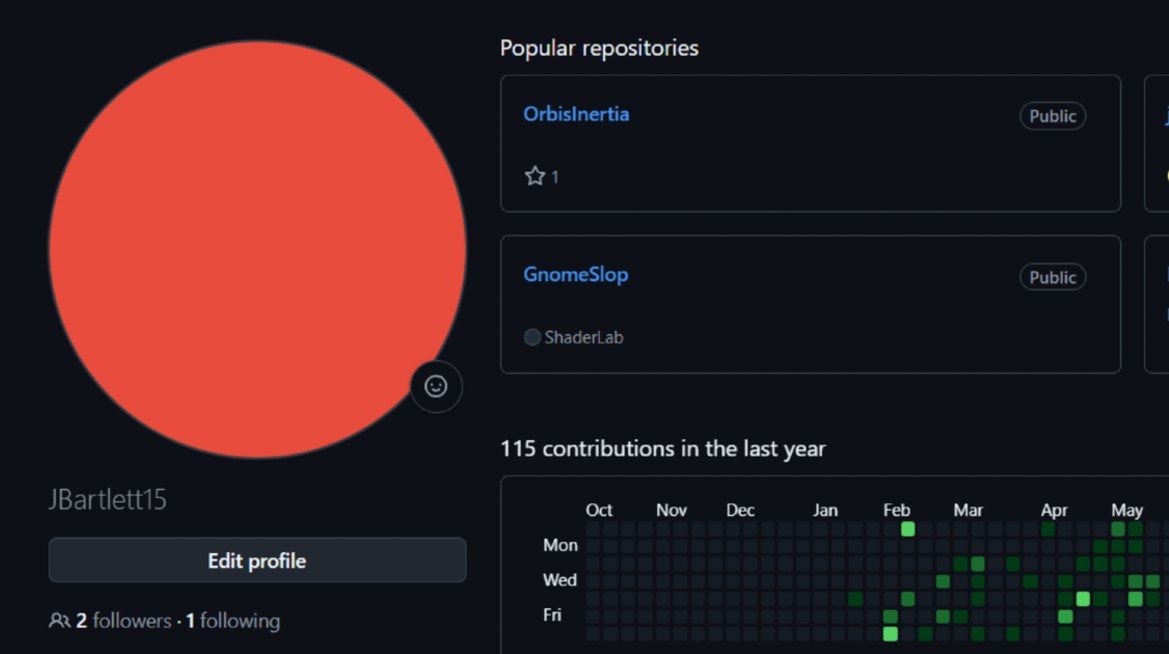 Popular repositories
OrbisInertia
Public
1
GnomeSlop
Public
ShaderLab
115 contributions in the last year
Oct Nov Dec Jan Feb Mar Apr May
Mon
Wed
Fri
JBartlett15
Edit profile
2 followers · 1 following